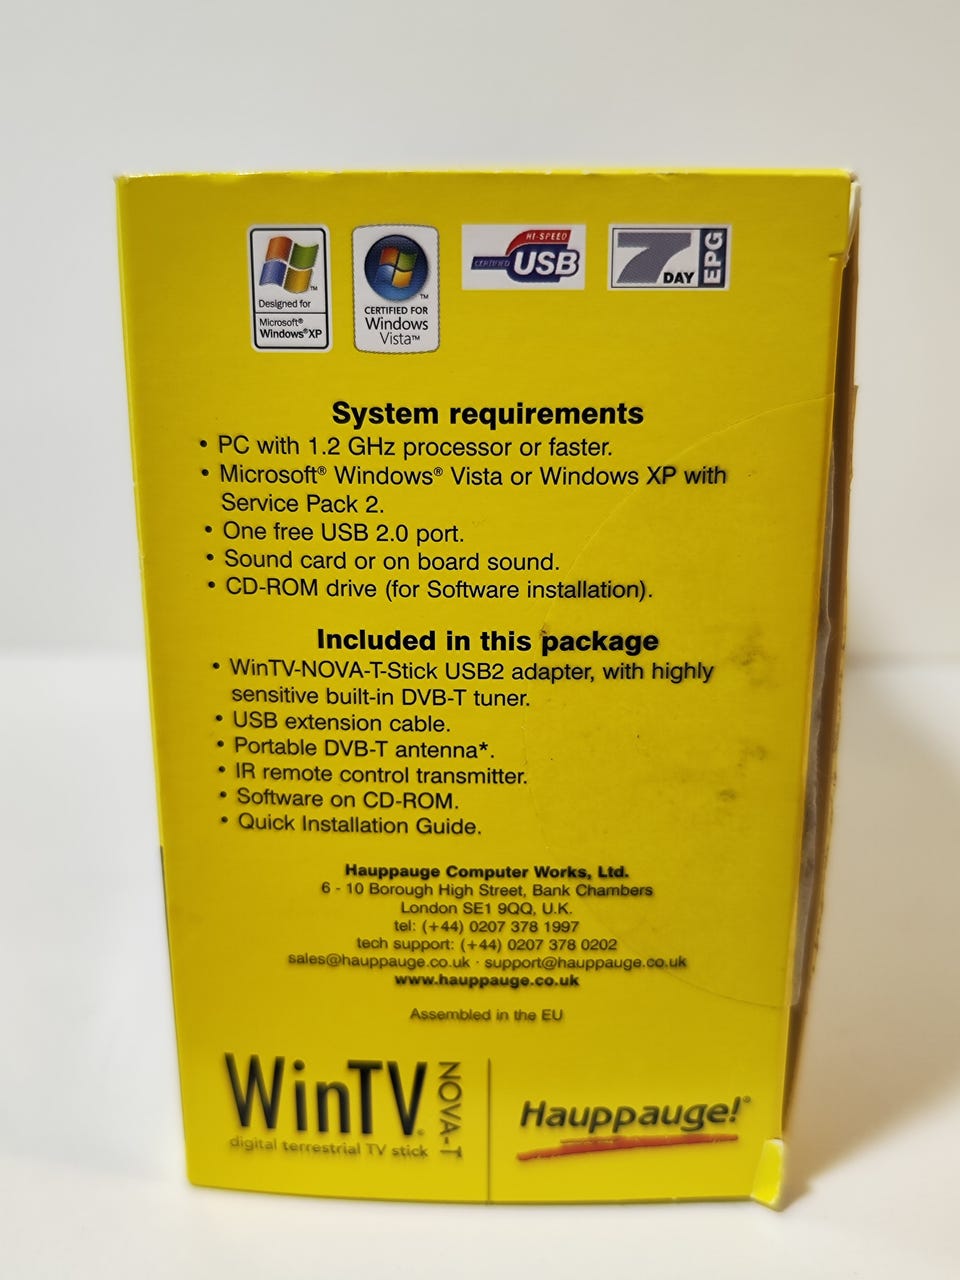 Designed for
Microsoft®
Windows®XP
CERTIFIED FOR
Windows
Vista™
HI-SPEED
CERTIFIED
USB
7
DAY
EPG
System requirements
• PC with 1.2 GHz processor or faster.
• Microsoft® Windows® Vista or Windows XP with
Service Pack 2.
• One free USB 2.0 port.
• Sound card or on board sound.
• CD-ROM drive (for Software installation).
Included in this package
• WinTV-NOVA-T-Stick USB2 adapter, with highly
sensitive built-in DVB-T tuner.
• USB extension cable.
• Portable DVB-T antenna*.
• IR remote control transmitter.
• Software on CD-ROM.
• Quick Installation Guide.
Hauppauge Computer Works, Ltd.
6 - 10 Borough High Street, Bank Chambers
London SE1 9QQ, U.K.
tel: (+44) 0207 378 1997
tech support: (+44) 0207 378 0202
sales@hauppauge.co.uk · support@hauppauge.co.uk
www.hauppauge.co.uk
Assembled in the EU
WinTV®
NOVA-T
digital terrestrial TV stick
Hauppauge!®